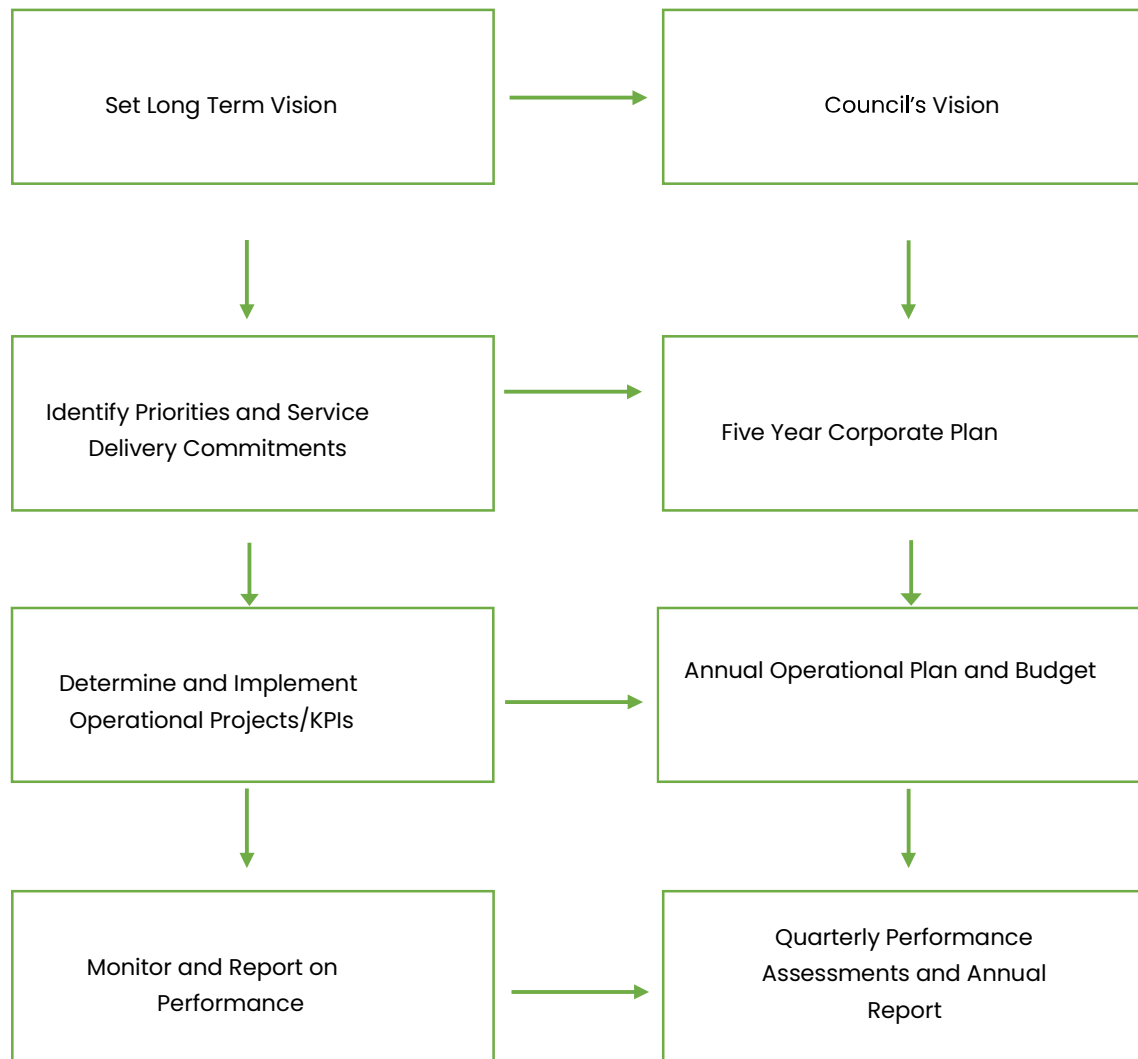 Set Long Term Vision
Council’s Vision
Identify Priorities and Service
Delivery Commitments
Five Year Corporate Plan
Determine and Implement
Operational Projects/KPIs
Annual Operational Plan and Budget
Monitor and Report on
Performance
Quarterly Performance
Assessments and Annual
Report